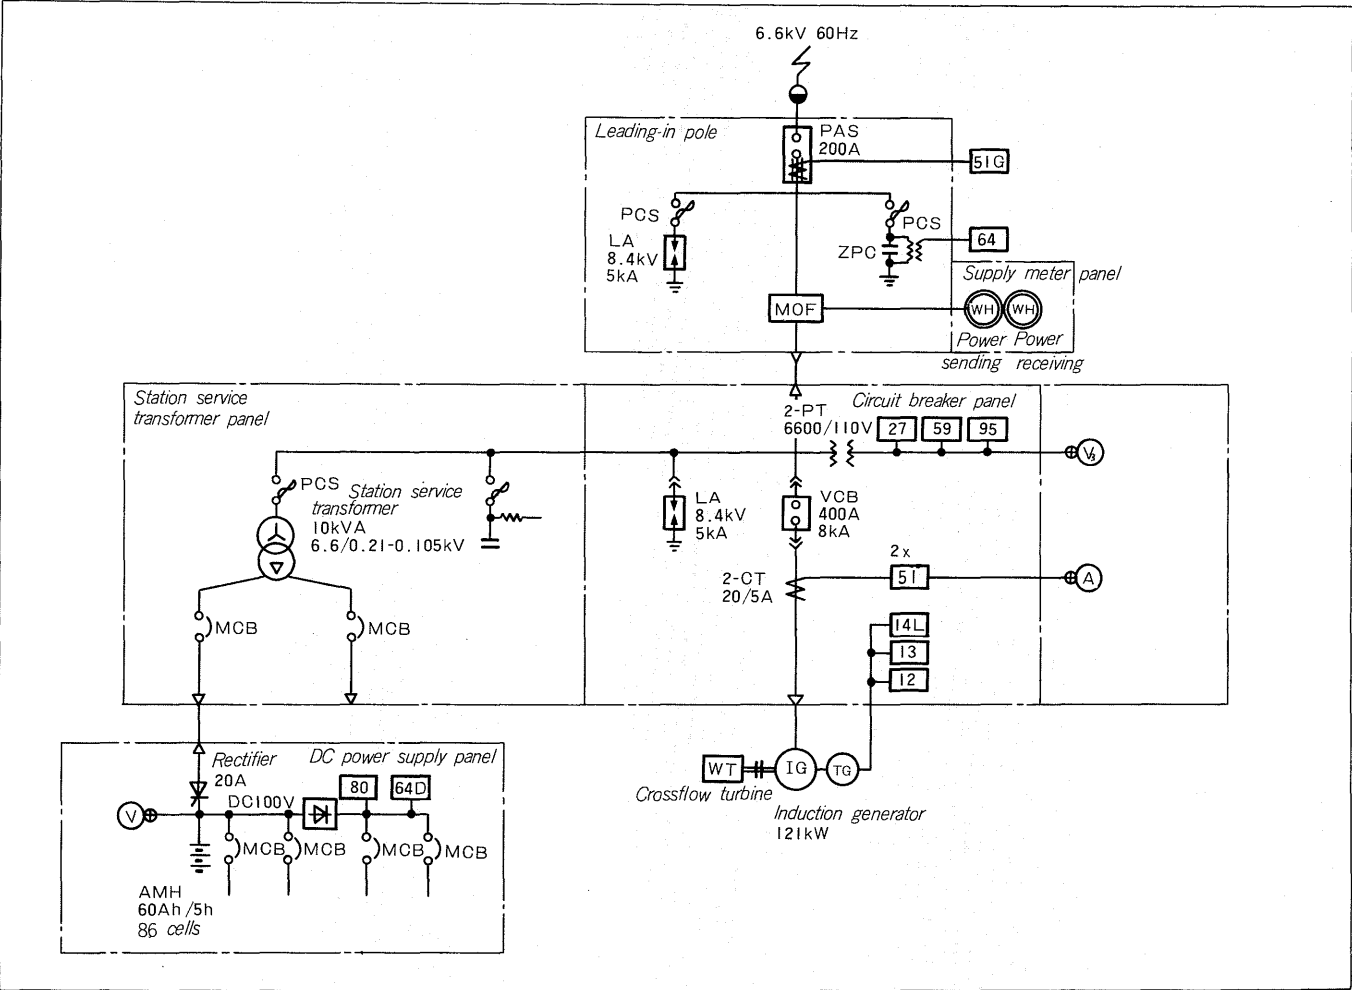 6.6kV 60Hz
Leading-in pole
PAS
200A
51G
PCS
LA
8.4kV
5kA
PCS
ZPC
64
Supply meter panel
MOF
WH WH
Power Power
sending receiving
Station service
transformer panel
Circuit breaker panel
2-PT
6600/110V
27
59
95
V3
PCS
Station service
transformer
10kVA
6.6/0.21-0.105kV
LA
8.4kV
5kA
VCB
400A
8kA
2-CT
20/5A
2x
51
A
MCB
MCB
14L
13
12
Rectifier
20A
DC power supply panel
80
64D
DC100V
V
MCB
MCB
MCB
MCB
AMH
60Ah/5h
86 cells
WT
IG
TG
Crossflow turbine
Induction generator
121kW